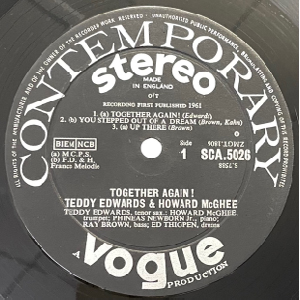 ALL RIGHTS OF THE MANUFACTURER AND OF THE OWNER OF THE RECORDED WORK RESERVED
UNAUTHORISED PUBLIC PERFORMANCE, BROADCASTING AND COPYING OF THIS RECORD PROHIBITED
CONTEMPORARY
stereo
MADE
IN ENGLAND
O/T
RECORDING FIRST PUBLISHED 1961
1. (a) TOGETHER AGAIN! (Edwards)
2. (b) YOU STEPPED OUT OF A DREAM (Brown, Kahn)
3. (a) UP THERE (Brown)
BIEM NCB
(a) M.C.P.S.
(b) F.D. & H,
Francs Melodie
Side
1
SCA.5026
TOGETHER AGAIN!
TEDDY EDWARDS & HOWARD McGHEE
TEDDY EDWARDS, tenor sax.: HOWARD McGHEE
trumpet; PHINEAS NEWBORN Jr., piano;
RAY BROWN, bass; ED THIGPEN, drums
A
vogue
PRODUCTION